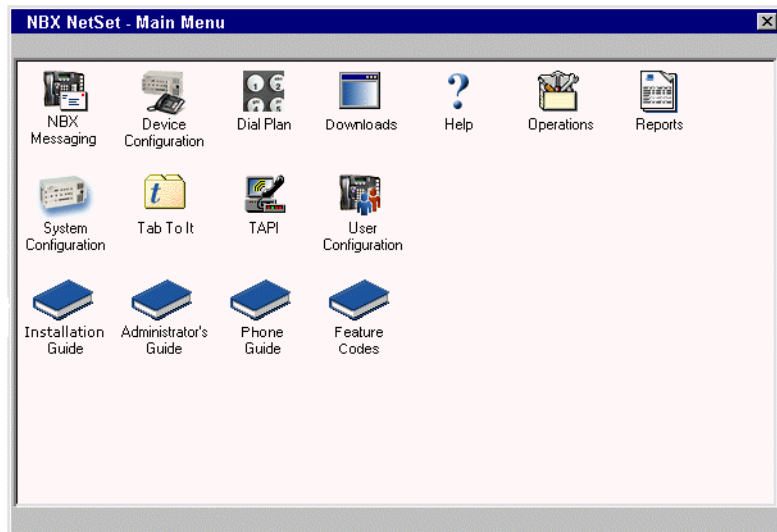 NBX NetSet - Main Menu
NBX
Messaging
Device
Configuration
Dial Plan
Downloads
Help
Operations
Reports
System
Configuration
Tab To It
TAPI
User
Configuration
Installation
Guide
Administrator's
Guide
Phone
Guide
Feature
Codes